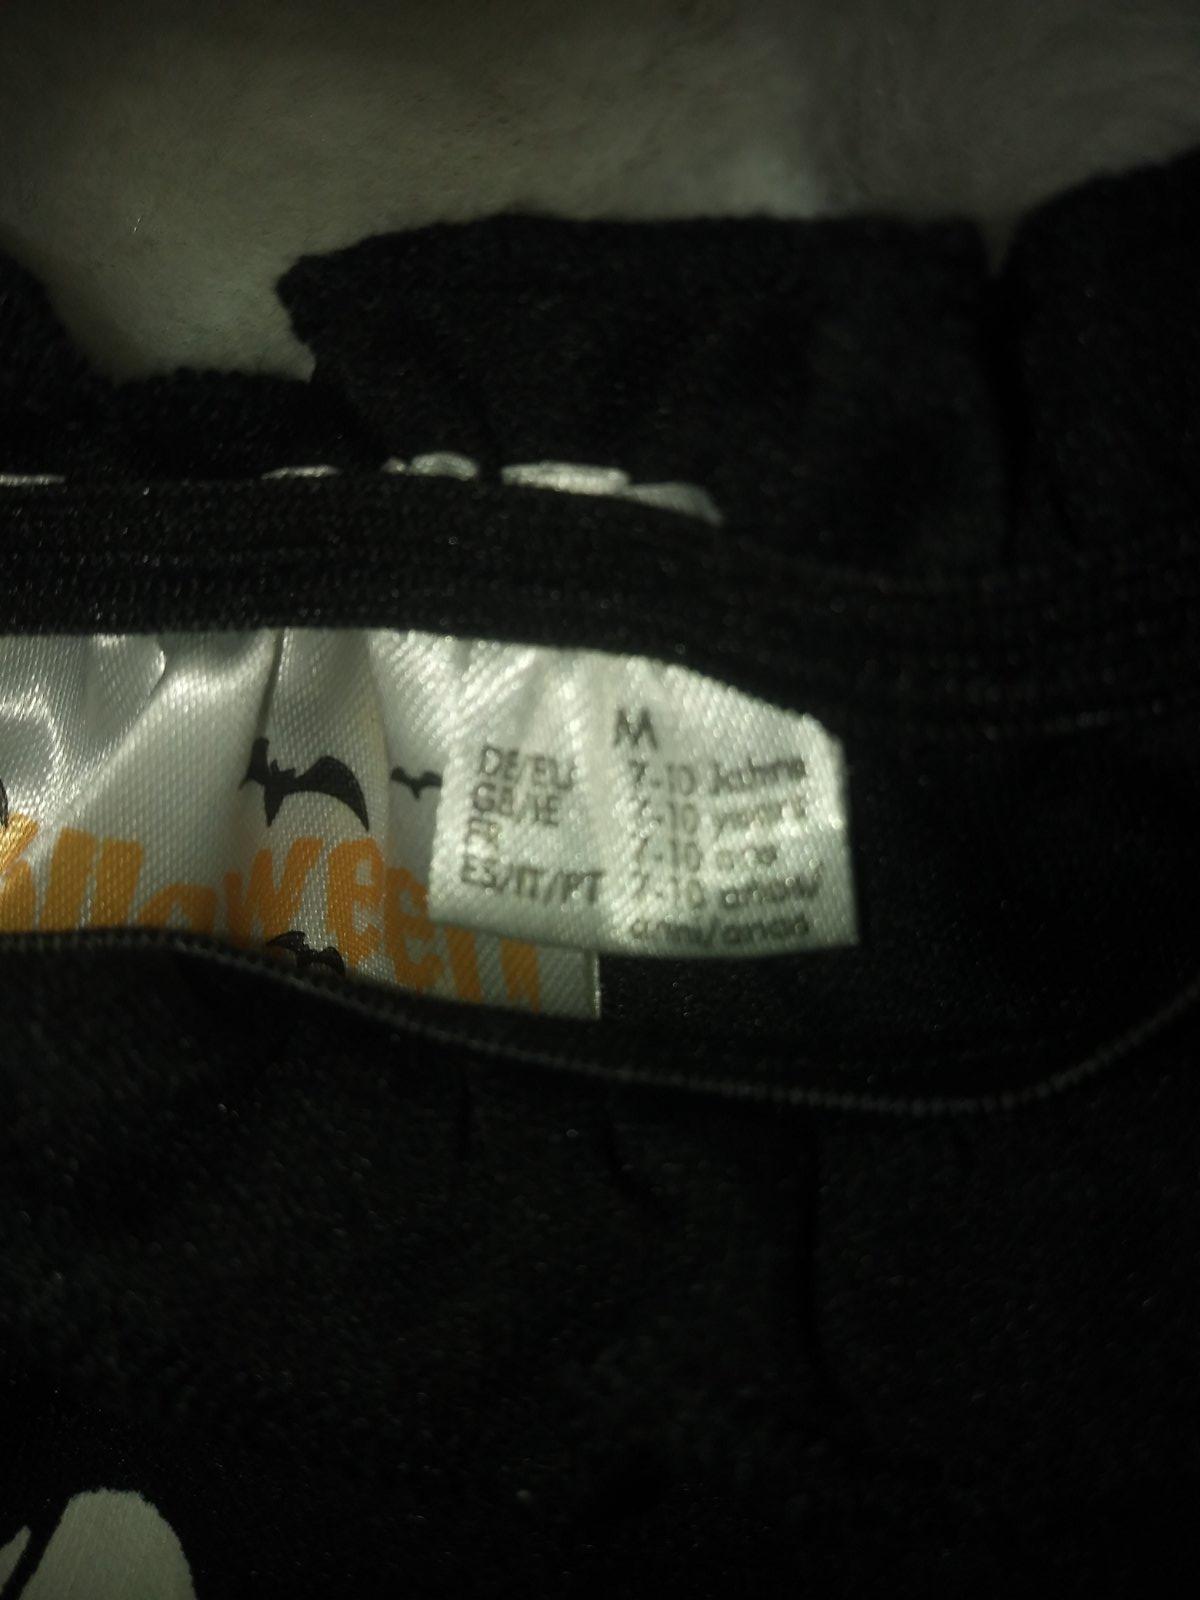 Halloween
M
DE/EU 7-10 Jahre
GB/IE 7-10 years
FR 7-10 ans
ES/IT/PT 7-10 años/
anni/anos